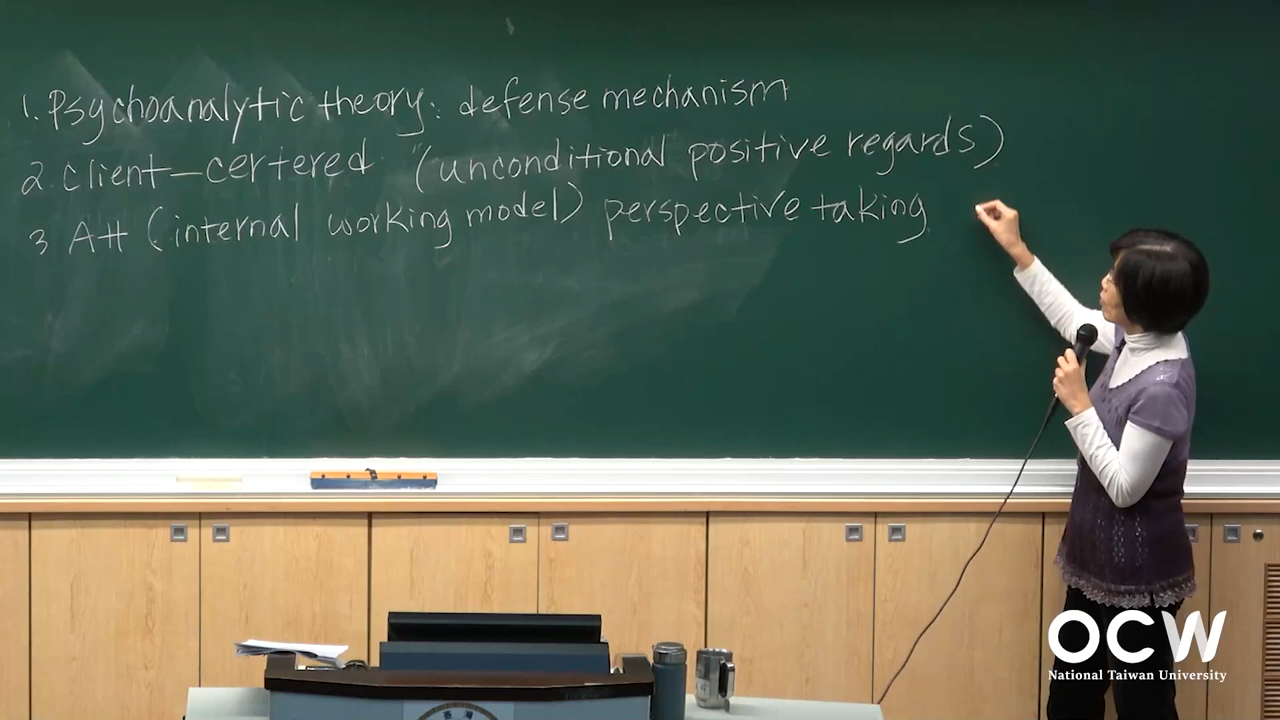 1. Psychoanalytic theory: defense mechanism
2. client-certered (unconditional positive regards)
3 Att (internal working model) perspective taking
OCW
National Taiwan University